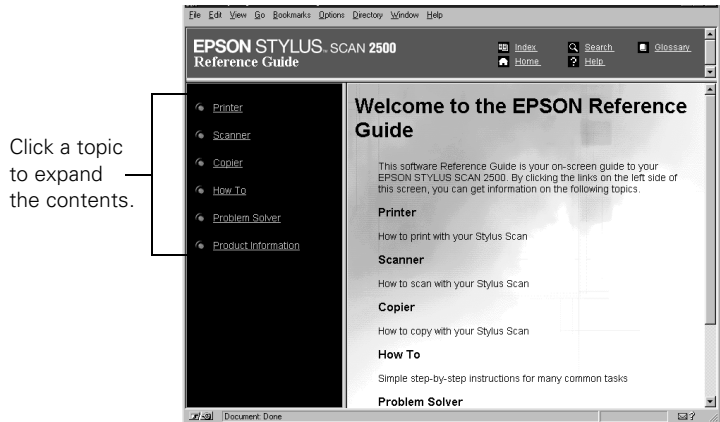 File Edit View Go Bookmarks Options Directory Window Help
EPSON STYLUS™ SCAN 2500
Reference Guide
Index Search Glossary
Home Help
Click a topic
to expand
the contents.
Printer
Scanner
Copier
How To
Problem Solver
Product Information
Welcome to the EPSON Reference
Guide
This software Reference Guide is your on-screen guide to your
EPSON STYLUS SCAN 2500. By clicking the links on the left side of
this screen, you can get information on the following topics.
Printer
How to print with your Stylus Scan
Scanner
How to scan with your Stylus Scan
Copier
How to copy with your Stylus Scan
How To
Simple step-by-step instructions for many common tasks
Problem Solver
Document: Done